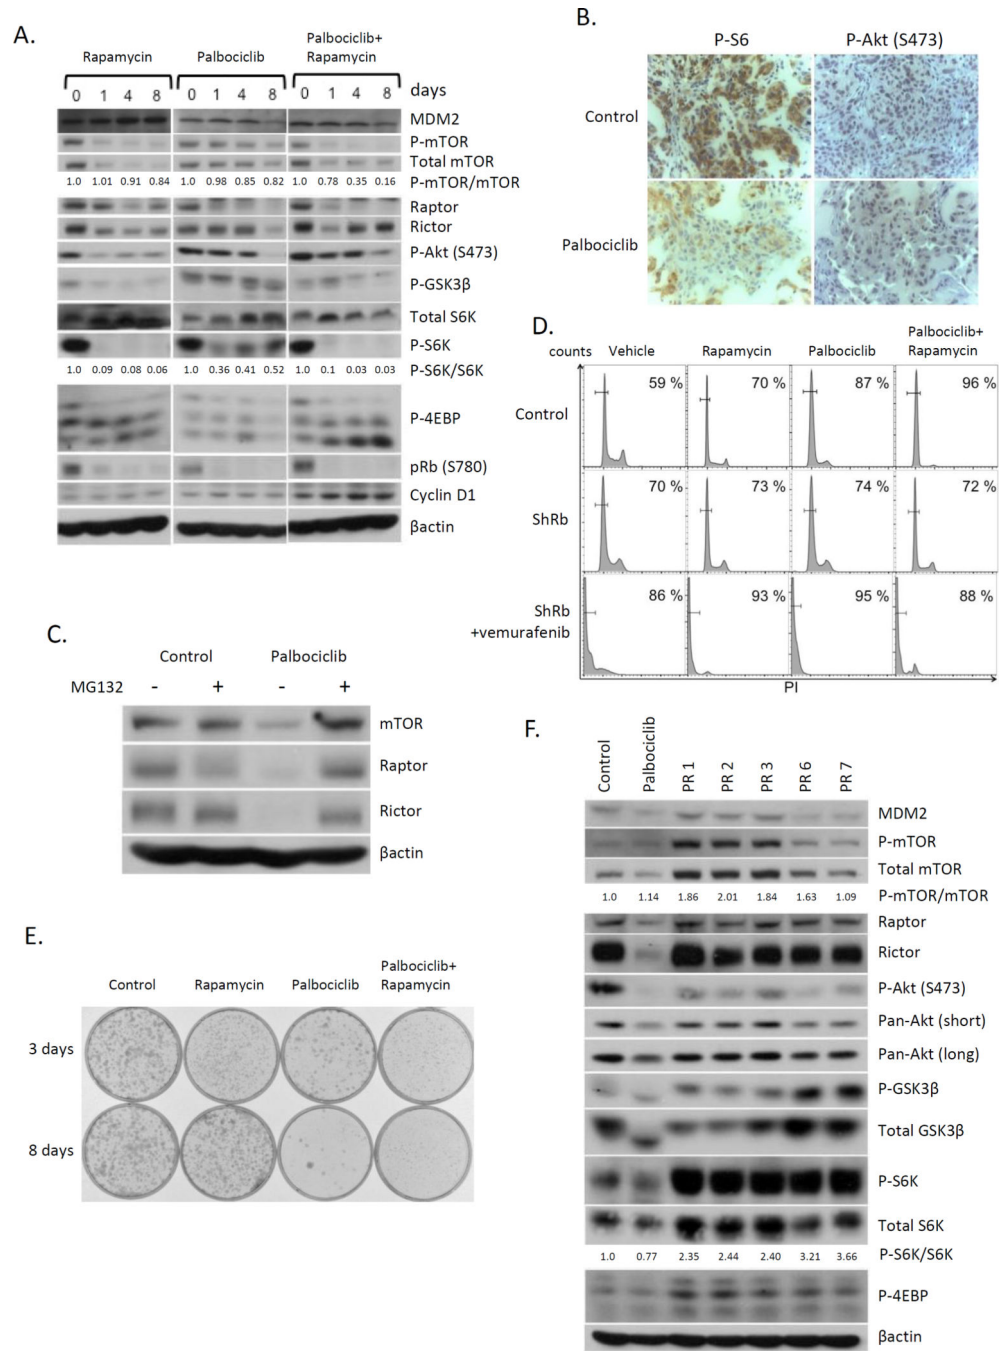 A.
Rapamycin Palbociclib Palbociclib+ Rapamycin
0 1 4 8 0 1 4 8 0 1 4 8 days
MDM2
P-mTOR
Total mTOR
1.0 1.01 0.91 0.84 1.0 0.98 0.85 0.82 1.0 0.78 0.35 0.16 P-mTOR/mTOR
Raptor
Rictor
P-Akt (S473)
P-GSK3β
Total S6K
P-S6K
1.0 0.09 0.08 0.06 1.0 0.36 0.41 0.52 1.0 0.1 0.03 0.03 P-S6K/S6K
P-4EBP
pRb (S780)
Cyclin D1
βactin
B.
P-S6 P-Akt (S473)
Control
Palbociclib
C.
Control Palbociclib
MG132 - + - +
mTOR
Raptor
Rictor
βactin
D.
counts Vehicle Rapamycin Palbociclib Palbociclib+ Rapamycin
Control 59 % 70 % 87 % 96 %
ShRb 70 % 73 % 74 % 72 %
ShRb +vemurafenib 86 % 93 % 95 % 88 %
PI
E.
Control Rapamycin Palbociclib Palbociclib+ Rapamycin
3 days
8 days
F.
Control Palbociclib PR 1 PR 2 PR 3 PR 6 PR 7
MDM2
P-mTOR
Total mTOR
1.0 1.14 1.86 2.01 1.84 1.63 1.09 P-mTOR/mTOR
Raptor
Rictor
P-Akt (S473)
Pan-Akt (short)
Pan-Akt (long)
P-GSK3β
Total GSK3β
P-S6K
Total S6K
1.0 0.77 2.35 2.44 2.40 3.21 3.66 P-S6K/S6K
P-4EBP
βactin